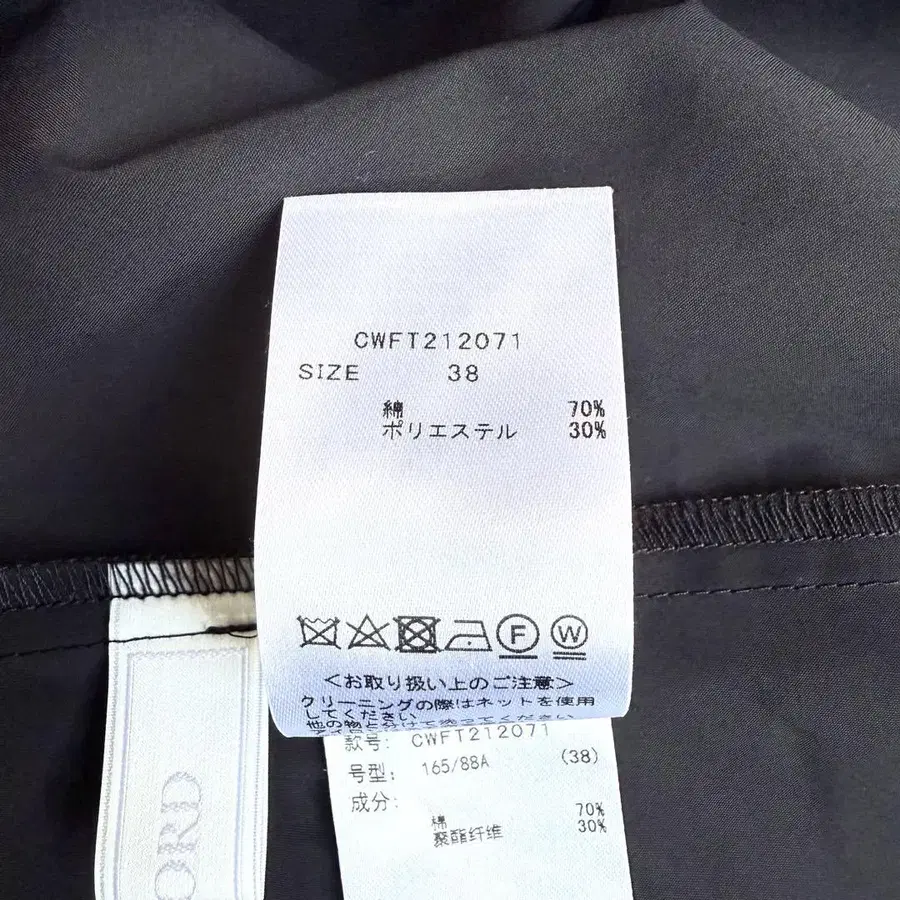 CWFT212071
SIZE 38
綿 70%
ポリエステル 30%
F W
<お取り扱い上のご注意>
クリーニングの際はネットを使用
してください
款号: CWFT212071
号型: 165/88A (38)
成分:
棉 70%
聚酯纤维 30%
ORD